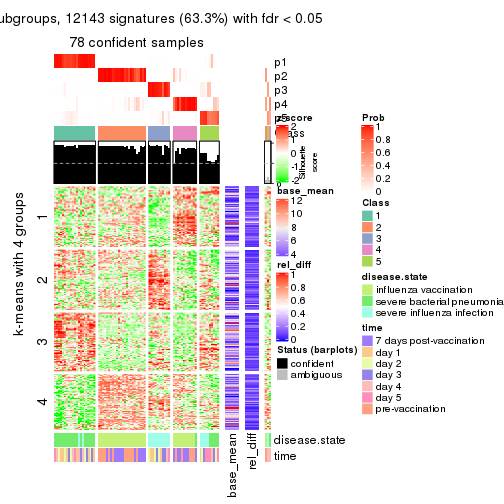 ubgroups, 12143 signatures (63.3%) with fdr < 0.05
78 confident samples
p1
p2
p3
p4
Silhouette
score
k-means with 4 groups
1
2
3
4
base_mean
rel_diff
disease.state
time
z-score
2
1
0
-1
-2
base_mean
12
10
8
6
4
rel_diff
1
0.8
0.6
0.4
0.2
0
Status (barplots)
confident
ambiguous
Prob
1
0.8
0.6
0.4
0.2
0
Class
1
2
3
4
5
disease.state
influenza vaccination
severe bacterial pneumonia
severe influenza infection
time
7 days post-vaccination
day 1
day 2
day 3
day 4
day 5
pre-vaccination